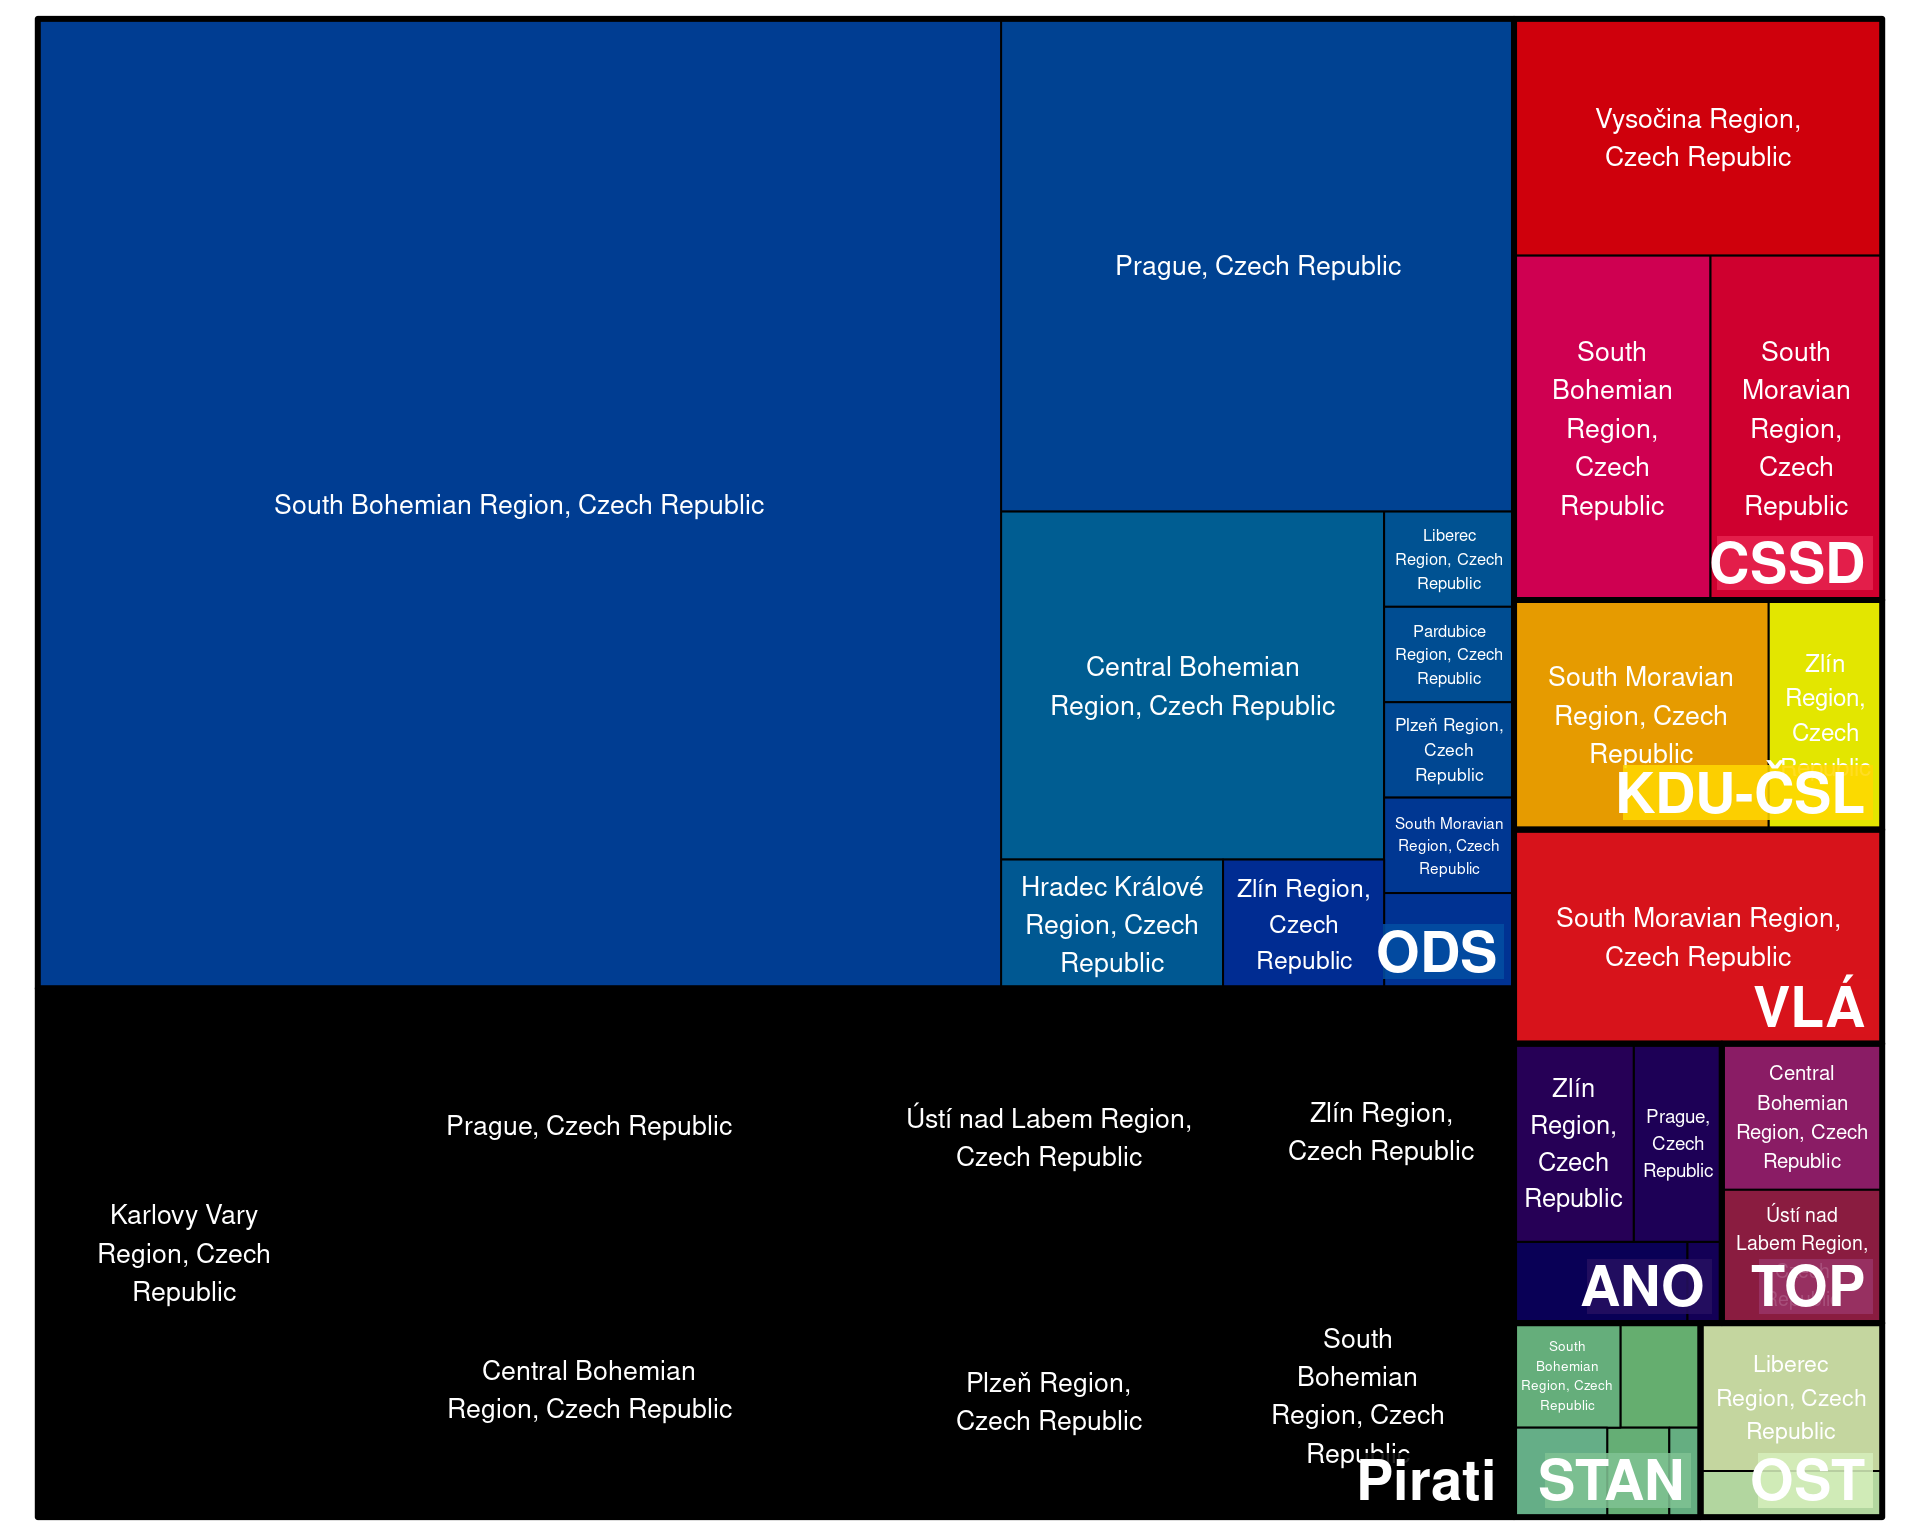 South Bohemian Region, Czech Republic
Prague, Czech Republic
Central Bohemian
Region, Czech Republic
Liberec
Region, Czech
Republic
Pardubice
Region, Czech
Republic
Plzeň Region,
Czech
Republic
South Moravian
Region, Czech
Republic
Hradec Králové
Region, Czech
Republic
Zlín Region,
Czech
Republic
ODS
Karlovy Vary
Region, Czech
Republic
Prague, Czech Republic
Central Bohemian
Region, Czech Republic
Ústí nad Labem Region,
Czech Republic
Plzeň Region,
Czech Republic
Zlín Region,
Czech Republic
South
Bohemian
Region, Czech
Republic
Pirati
Vysočina Region,
Czech Republic
South
Bohemian
Region,
Czech
Republic
South
Moravian
Region,
Czech
Republic
CSSD
South Moravian
Region, Czech
Republic
Zlín
Region,
Czech
Republic
KDU-ČSL
South Moravian Region,
Czech Republic
VLÁ
Zlín
Region,
Czech
Republic
Prague,
Czech
Republic
ANO
Central
Bohemian
Region, Czech
Republic
Ústí nad
Labem Region,
TOP
South
Bohemian
Region, Czech
Republic
STAN
Liberec
Region, Czech
Republic
OST